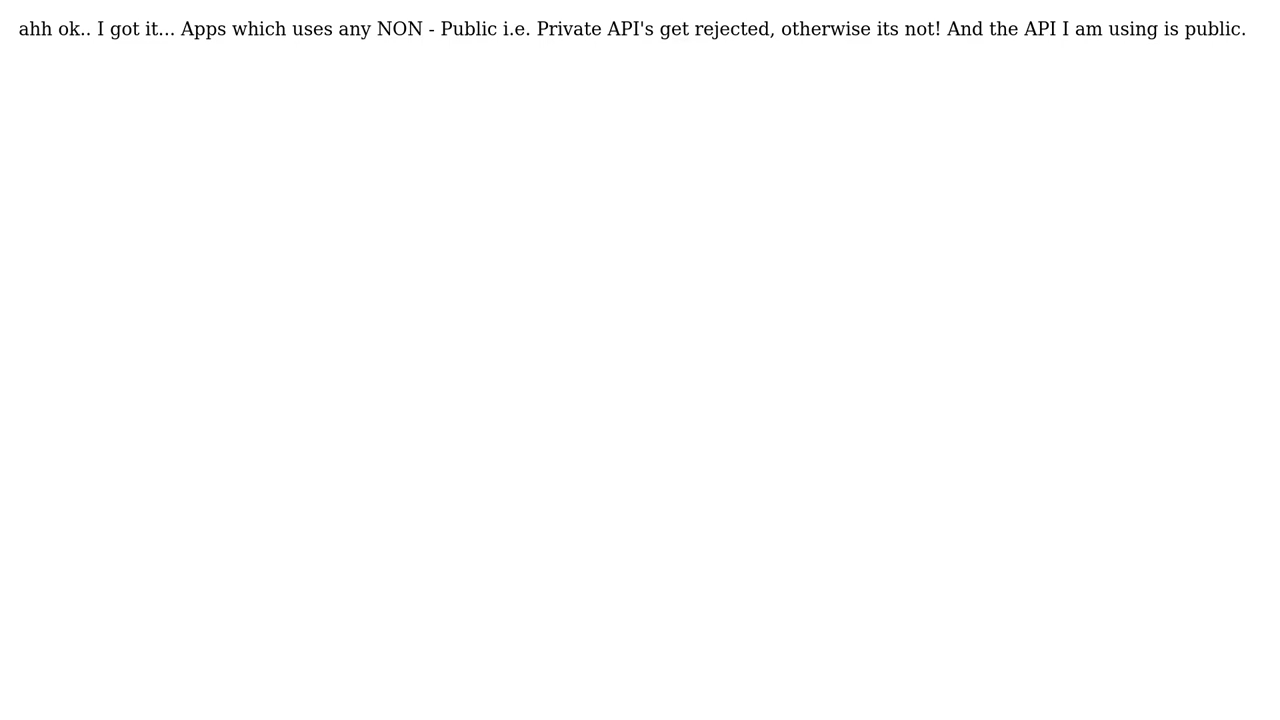 ahh ok.. I got it... Apps which uses any NON - Public i.e. Private API's get rejected, otherwise its not! And the API I am using is public.